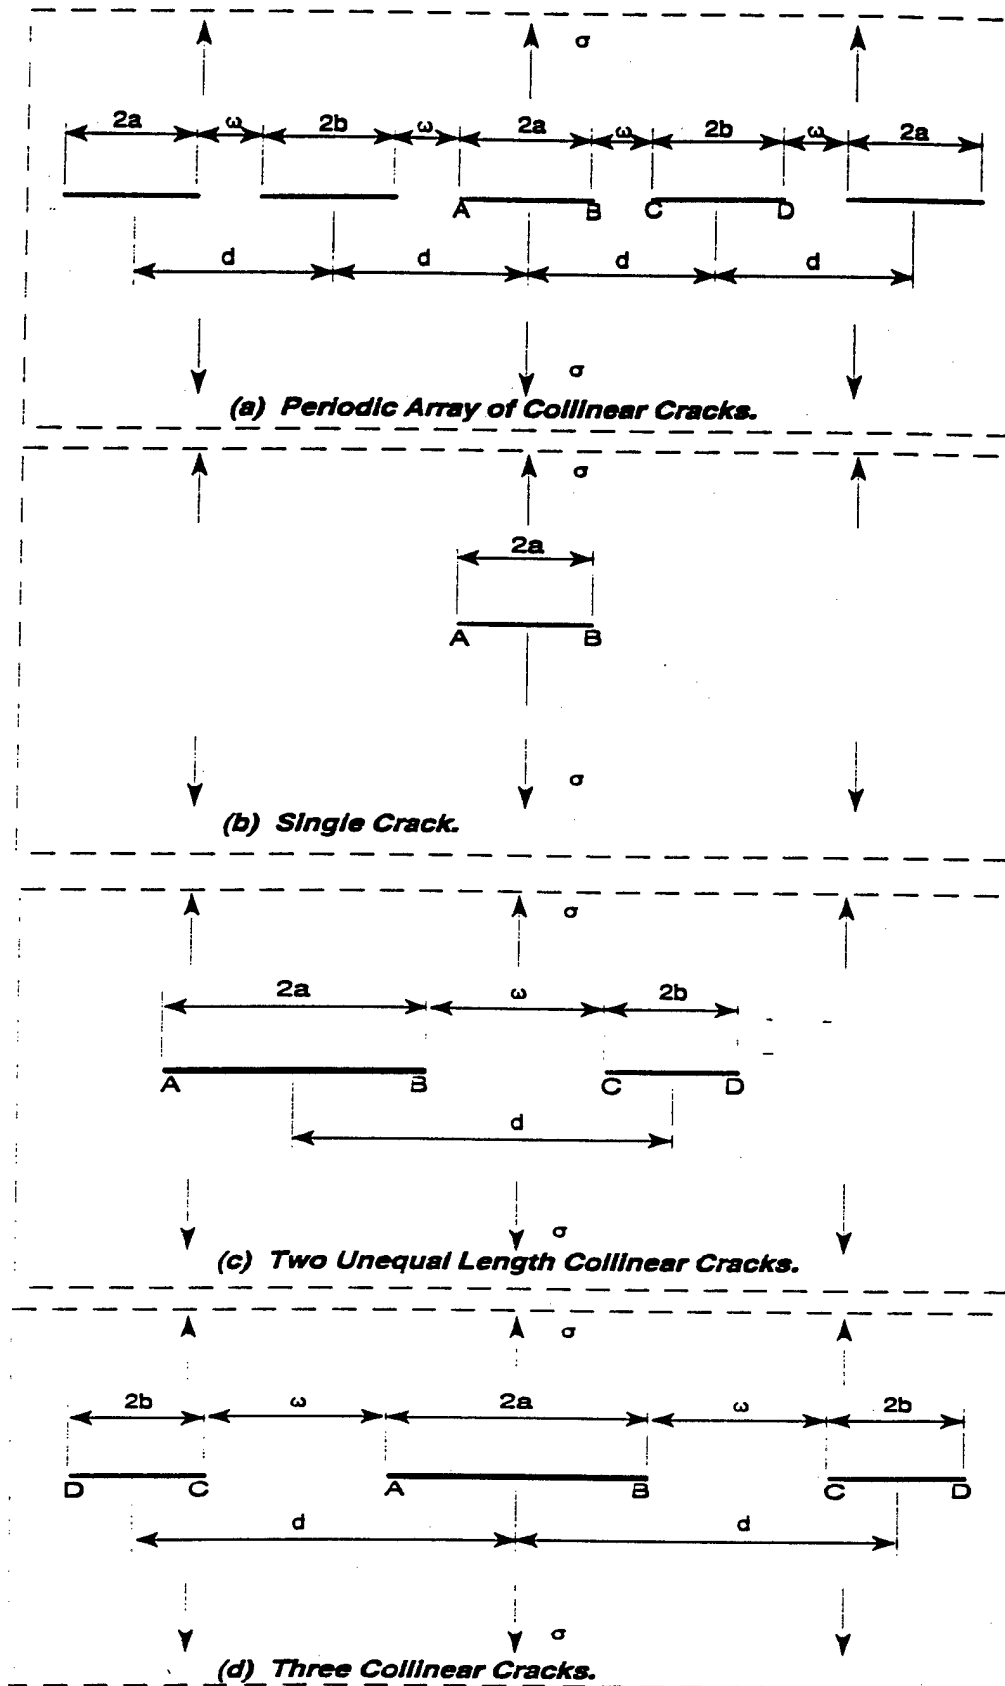 σ
2a ω 2b ω 2a ω 2b ω 2a
A B C D
d d d d
σ
(a) Periodic Array of Collinear Cracks.
σ
2a
A B
σ
(b) Single Crack.
σ
2a ω 2b
A B C D
d
σ
(c) Two Unequal Length Collinear Cracks.
σ
2b ω 2a ω 2b
D C A B C D
d d
σ
(d) Three Collinear Cracks.